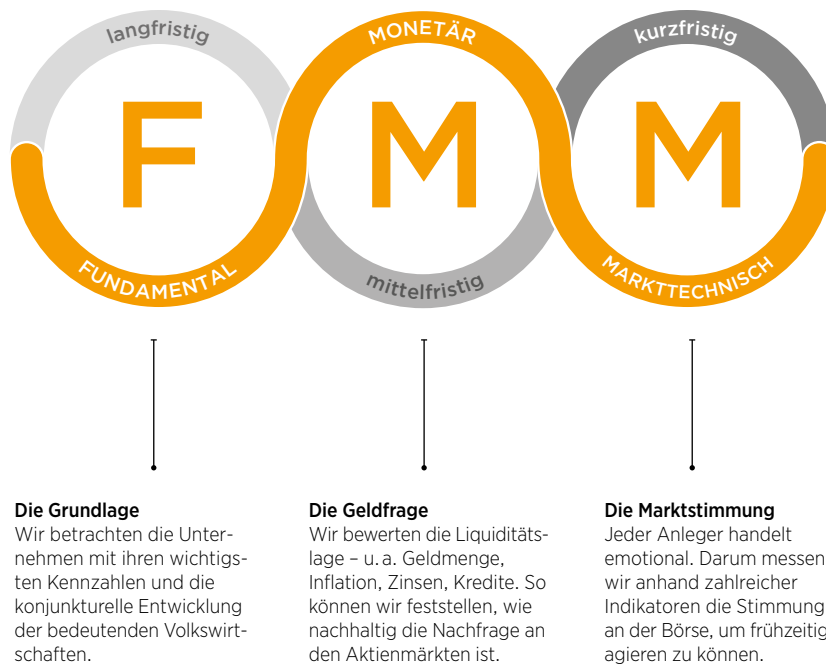 langfristig
MONETÄR
kurzfristig
F
M
M
FUNDAMENTAL
mittelfristig
MARKTTECHNISCH
Die Grundlage
Wir betrachten die Unter-
nehmen mit ihren wichtigs-
ten Kennzahlen und die
konjunkturelle Entwicklung
der bedeutenden Volkswirt-
schaften.
Die Geldfrage
Wir bewerten die Liquiditäts-
lage – u. a. Geldmenge,
Inflation, Zinsen, Kredite. So
können wir feststellen, wie
nachhaltig die Nachfrage an
den Aktienmärkten ist.
Die Marktstimmung
Jeder Anleger handelt
emotional. Darum messen
wir anhand zahlreicher
Indikatoren die Stimmung
an der Börse, um frühzeitig
agieren zu können.